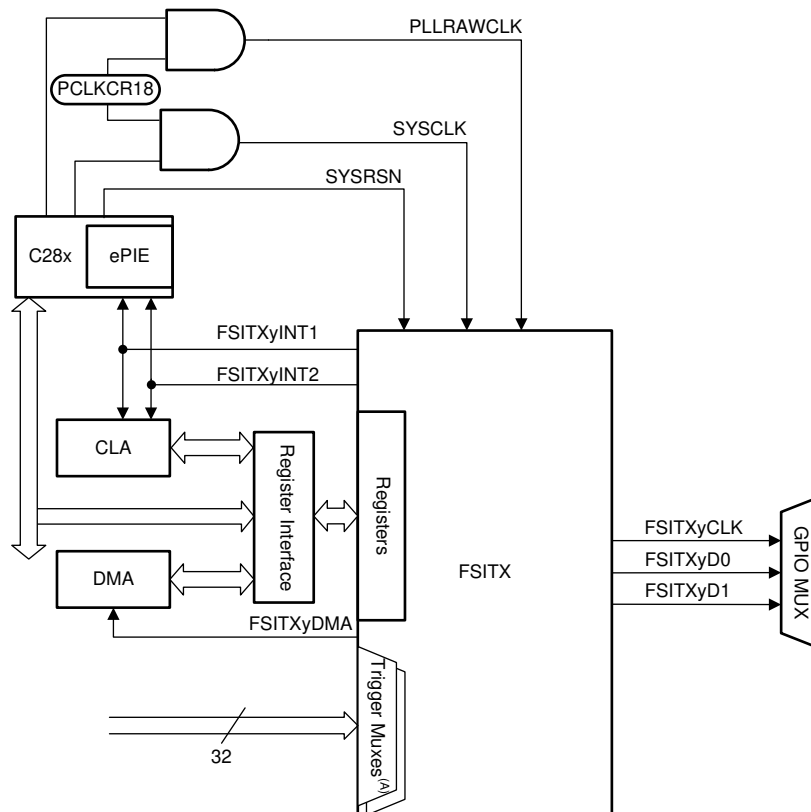 PLLRAWCLK
PCLKCR18
SYSCLK
SYSRSN
C28x
ePIE
FSITXyINT1
FSITXyINT2
CLA
Register Interface
Registers
FSITX
FSITXyCLK
FSITXyD0
FSITXyD1
GPIO MUX
DMA
FSITXyDMA
Trigger Muxes(A)
32